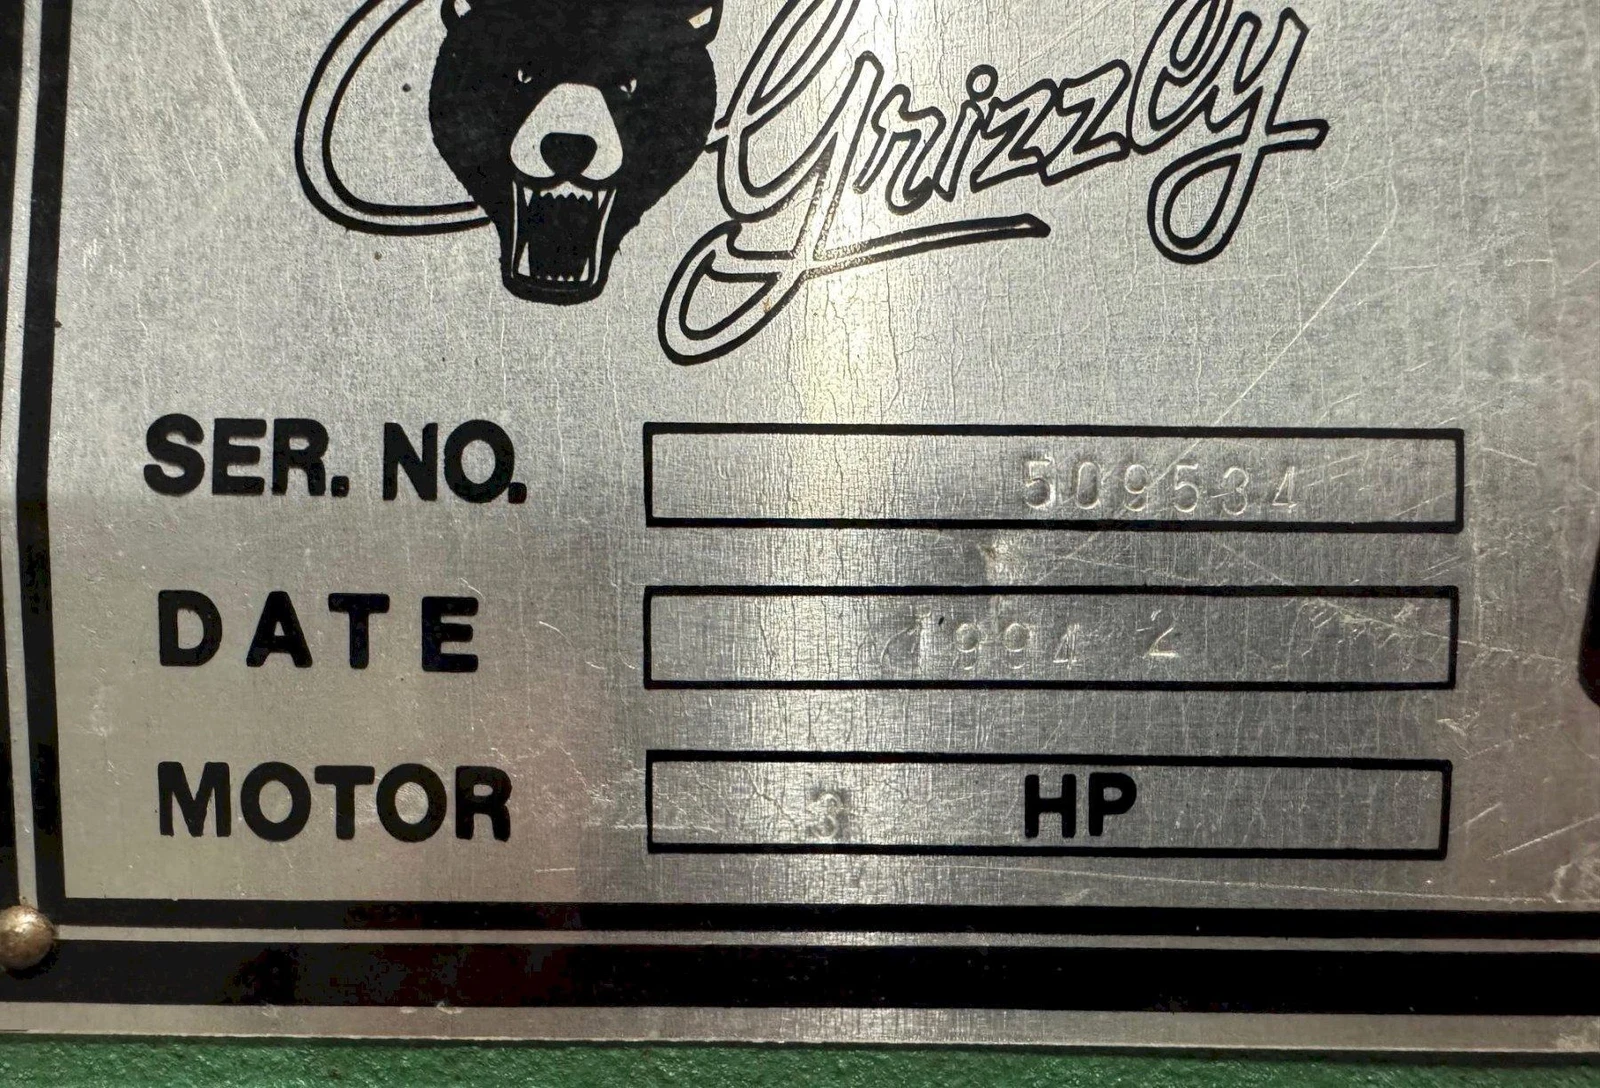 Grizzly
SER. NO. 509534
DATE 1994 2
MOTOR 3 HP